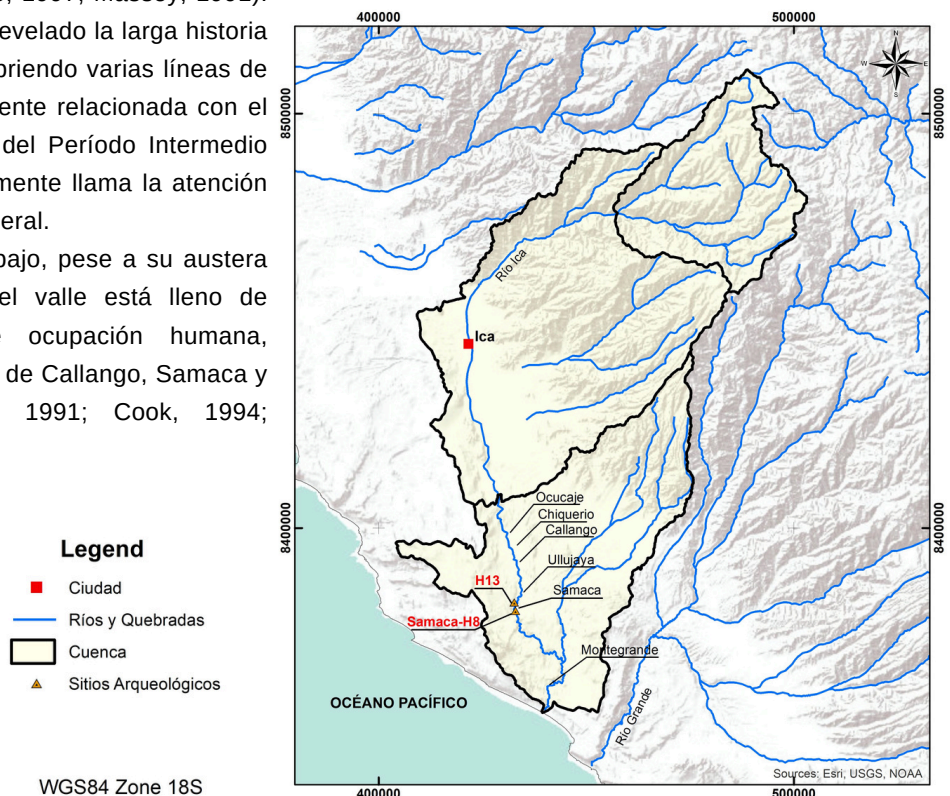 1997; Massey, 1991).
evelado la larga historia
briendo varias líneas de
ente relacionada con el
del Período Intermedio
mente llama la atención
eral.
bajo, pese a su austera
el valle está lleno de
ocupación humana,
de Callango, Samaca y
1991; Cook, 1994;
400000
500000
N
W
E
S
8500000
8500000
Río Ica
Ica
8400000
8400000
Ocucaje
Chiquerio
Callango
Ullujaya
H13
Samaca
Samaca-H8
Montegrande
Río Grande
OCÉANO PACÍFICO
Sources: Esri, USGS, NOAA
400000
500000
Legend
Ciudad
Ríos y Quebradas
Cuenca
Sitios Arqueológicos
WGS84 Zone 18S